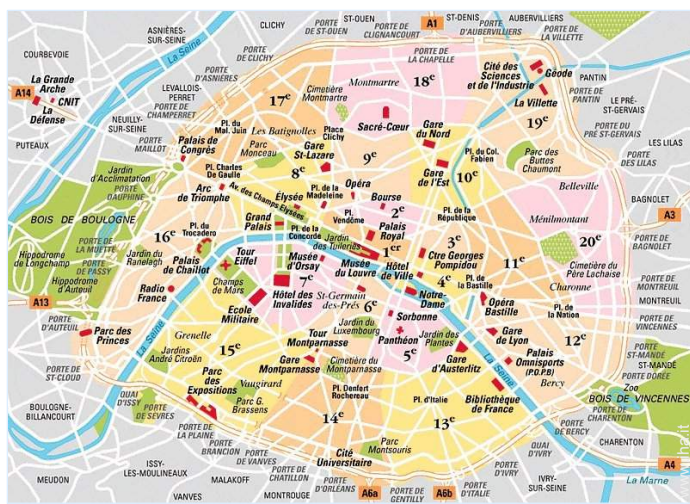 ASNIÈRES-
SUR-SEINE
CLICHY
ST-OUEN
A1
ST-DENIS
AUBERVILLIERS
PORTE
DE CLIGNANCOURT
PORTE
D'AUBERVILLIERS
PORTE DE
LA VILLETTE
PORTE
DE ST-OUEN
PORTE
DE CLICHY
PORTE DE
LA CHAPELLE
COURBEVOIE
La Seine
PORTE
D'ASNIÈRES
LEVALLOIS-
PERRET
PORTE DE
CHAMPERRET
La Grande
Arche
A14
CNIT
La
Défense
NEUILLY-
SUR-SEINE
PUTEAUX
PORTE
MAILLOT
17e
18e
Montmartre
Cimetière
Montmartre
Sacré-Cœur
Cité des
Sciences
et de l'Industrie
Géode
PANTIN
La Villette
PORTE
DE PANTIN
LE PRÉ-
ST-GERVAIS
19e
PORTE DU
PRÉ ST-GERVAIS
PORTE
DES LILAS
LES LILAS
Pl. du
Mal. Juin
Les Batignolles
Place
Clichy
Gare
du Nord
Palais de
Congrès
Parc
Monceau
Gare
St-Lazare
9e
Pl. du Col.
Fabien
Parc des
Buttes
Chaumont
Jardin
d'Acclimatation
Pl. Charles
De Gaulle
8e
Gare
de l'Est
10e
PORTE
DAUPHINE
Arc
de Triomphe
Av. des Champs Elysées
Élysée
Pl. de la
Madeleine
Opéra
Bourse
Belleville
BAGNOLET
BOIS DE BOULOGNE
2e
Pl. de la
République
Ménilmontant
A3
Grand
Palais
Pl.
Vendôme
Palais
Royal
PORTE
DE BAGNOLET
16e
Pl. du
Trocadero
Pl. de la
Concorde
Jardin
des Tuileries
1er
3e
Ctre Georges
Pompidou
11e
20e
PORTE DE
LA MUETTE
Tour
Eiffel
Musée
d'Orsay
Musée
du Louvre
Hôtel
de Ville
Cimetière du
Père Lachaise
Hippodrome
de Longchamp
Jardin du
Ranelagh
Palais
de Chaillot
7e
4e
Pl. de
la Bastille
Charonne
PORTE DE
MONTREUIL
MONTREUIL
PORTE
DE PASSY
Champs
de Mars
Hôtel des
Invalides
St-Germain
des-Prés
Notre-
Dame
Hippodrome
d'Auteuil
Radio
France
6e
Sorbonne
Opéra
Bastille
Pl. de
la Nation
A13
Ecole
Militaire
PORTE DE
VINCENNES
PORTE
D'AUTEUIL
Parc des
Princes
Grenelle
Tour
Montparnasse
Jardin du
Luxembourg
Panthéon
Jardin des
Plantes
Gare
de Lyon
12e
PORTE DE
ST-MANDÉ
ST-
MANDÉ
15e
5e
La Seine
Jardins
André Citroën
Gare
Montparnasse
Cimetière du
Montparnasse
Gare
d'Austerlitz
Palais
Omnisports
(P.O.P.B)
PORTE DORÉE
PORTE
DE ST-CLOUD
Parc
des Expositions
Vaugirard
Bercy
Zoo
QUAI
D'ISSY
Parc G.
Brassens
Pl. Denfert
Rochereau
Pl. d'Italie
Bibliothèque
de France
La Seine
BOIS DE VINCENNES
BOULOGNE-
BILLANCOURT
PORTE
DE SÈVRES
14e
13e
PORTE
DE CHARENTON
PORTE
DE BERCY
PORTE DE
LA PLAINE
Parc
Montsouris
CHARENTON
PORTE
BRANCION
PORTE
DE VANVES
Cité
Universitaire
QUAI
D'IVRY
A4
MEUDON
ISSY-
LES-MOULINEAUX
PORTE
DE CHATILLON
MALAKOFF
PORTE
D'ORLÉANS
PORTE
DE GENTILLY
PORTE
D'ITALIE
PORTE
D'IVRY
IVRY-
SUR-SEINE
La Marne
VANVES
MONTROUGE
A6a
A6b